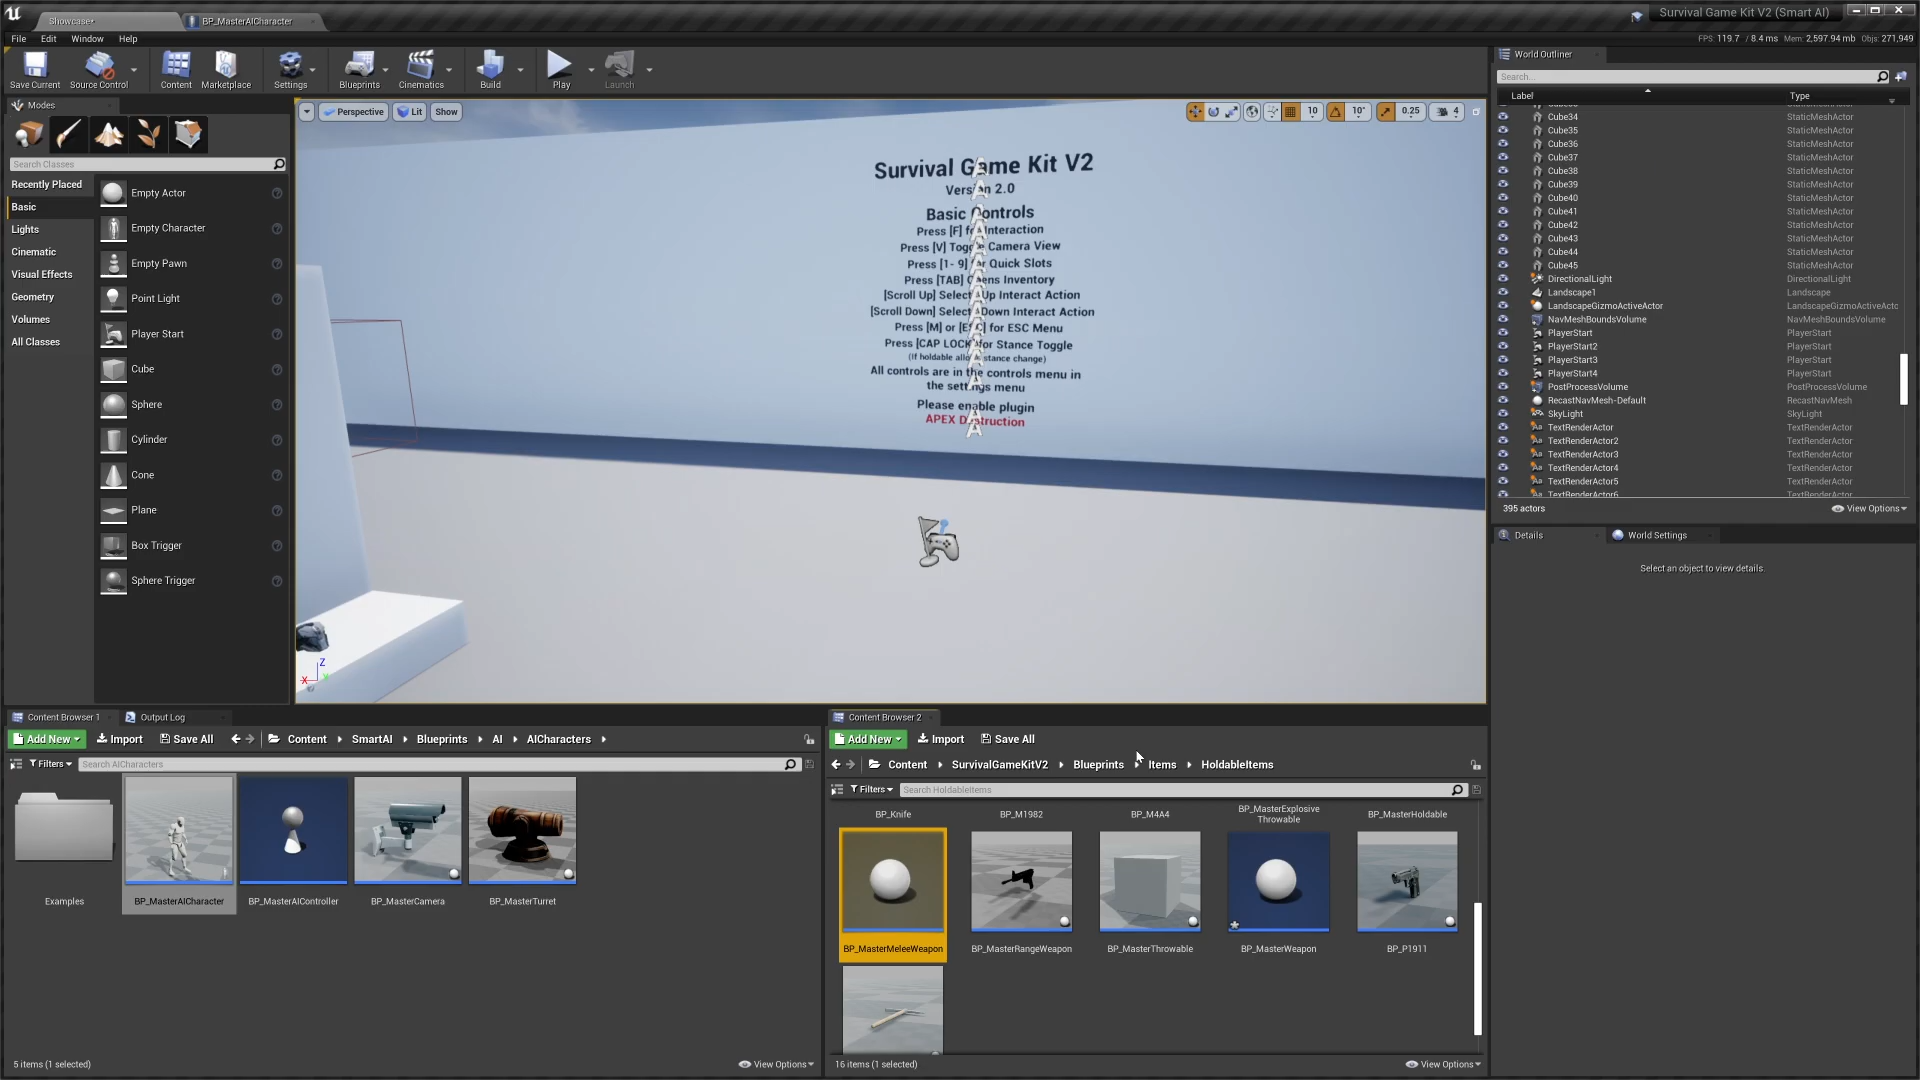 Showcase*
BP_MasterAICharacter
Survival Game Kit V2 (Smart AI)
File
Edit
Window
Help
FPS: 119.7 / 8.4 ms Mem: 2,597.94 mb Objs: 271,949
Save Current
Source Control
Content
Marketplace
Settings
Blueprints
Cinematics
Build
Play
Launch
Modes
Search Classes
Recently Placed
Basic
Lights
Cinematic
Visual Effects
Geometry
Volumes
All Classes
Empty Actor
Empty Character
Empty Pawn
Point Light
Player Start
Cube
Sphere
Cylinder
Cone
Plane
Box Trigger
Sphere Trigger
Perspective
Lit
Show
10
10°
0.25
4
Survival Game Kit V2
Version 2.0
Basic Controls
Press [F] for Interaction
Press [V] Toggle Camera View
Press [1- 9] for Quick Slots
Press [TAB] Opens Inventory
[Scroll Up] Select Up Interact Action
[Scroll Down] Select Down Interact Action
Press [M] or [ESC] for ESC Menu
Press [CAP LOCK] for Stance Toggle
(If holdable allow stance change)
All controls are in the controls menu in
the settings menu
Please enable plugin
APEX Destruction
Z
X
Y
World Outliner
Search...
Label
Type
Cube34 StaticMeshActor
Cube35 StaticMeshActor
Cube36 StaticMeshActor
Cube37 StaticMeshActor
Cube38 StaticMeshActor
Cube39 StaticMeshActor
Cube40 StaticMeshActor
Cube41 StaticMeshActor
Cube42 StaticMeshActor
Cube43 StaticMeshActor
Cube44 StaticMeshActor
Cube45 StaticMeshActor
DirectionalLight DirectionalLight
Landscape1 Landscape
LandscapeGizmoActiveActor LandscapeGizmoActiveActo
NavMeshBoundsVolume NavMeshBoundsVolume
PlayerStart PlayerStart
PlayerStart2 PlayerStart
PlayerStart3 PlayerStart
PlayerStart4 PlayerStart
PostProcessVolume PostProcessVolume
RecastNavMesh-Default RecastNavMesh
SkyLight SkyLight
TextRenderActor TextRenderActor
TextRenderActor2 TextRenderActor
TextRenderActor3 TextRenderActor
TextRenderActor4 TextRenderActor
TextRenderActor5 TextRenderActor
TextRenderActor6 TextRenderActor
395 actors
View Options
Details
World Settings
Select an object to view details.
Content Browser 1
Output Log
Add New
Import
Save All
Content
SmartAI
Blueprints
AI
AICharacters
Filters
Search AICharacters
Examples
BP_MasterAICharacter
BP_MasterAIController
BP_MasterCamera
BP_MasterTurret
5 items (1 selected)
View Options
Content Browser 2
Add New
Import
Save All
Content
SurvivalGameKitV2
Blueprints
Items
HoldableItems
Filters
Search HoldableItems
BP_Knife
BP_M1982
BP_M4A4
BP_MasterExplosive
Throwable
BP_MasterHoldable
BP_MasterMeleeWeapon
BP_MasterRangeWeapon
BP_MasterThrowable
BP_MasterWeapon
BP_P1911
16 items (1 selected)
View Options